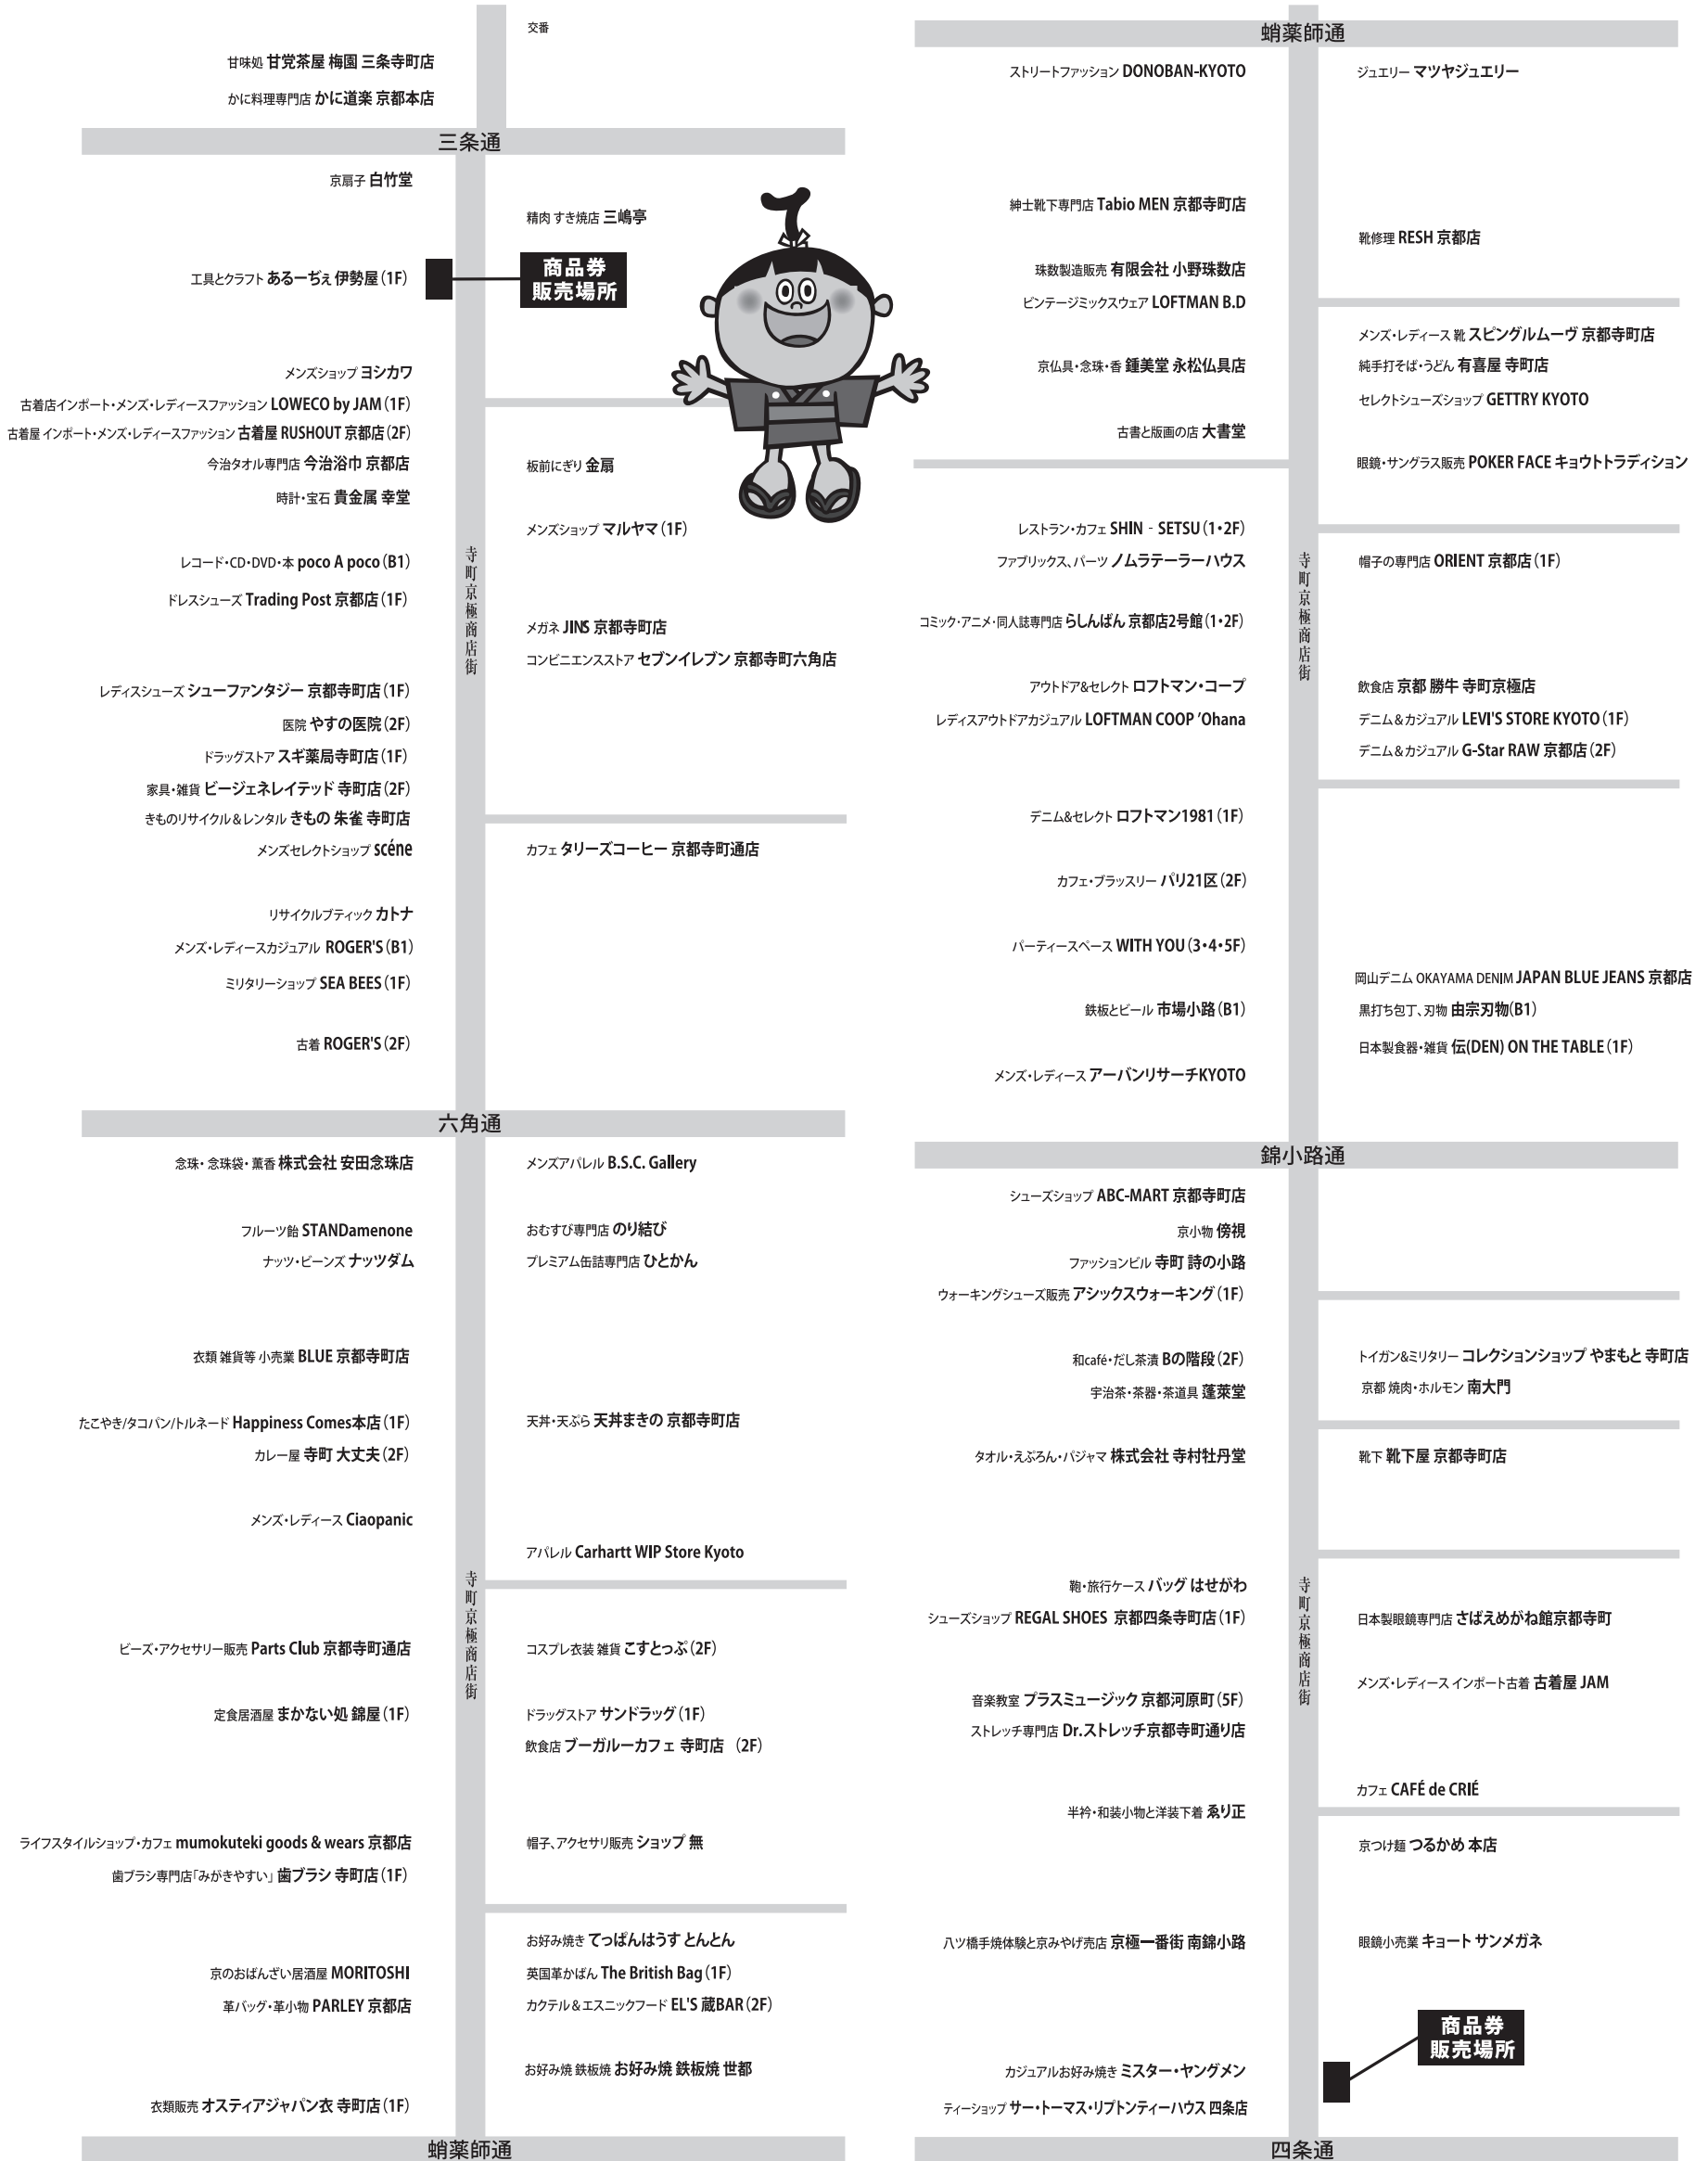 交番
甘味処 甘党茶屋 梅園 三条寺町店
かに料理専門店 かに道楽 京都本店
三条通
京扇子 白竹堂
精肉 すき焼店 三嶋亭
工具とクラフト あるーぢぇ 伊勢屋(1F)
商品券
販売場所
メンズショップ ヨシカワ
古着店インポート・メンズ・レディースファッション LOWECO by JAM(1F)
古着屋 インポート・メンズ・レディースファッション 古着屋 RUSHOUT 京都店(2F)
今治タオル専門店 今治浴巾 京都店
板前にぎり 金扇
時計・宝石 貴金属 幸堂
メンズショップ マルヤマ(1F)
寺町京極商店街
レコード・CD・DVD・本 poco A poco(B1)
ドレスシューズ Trading Post 京都店(1F)
メガネ JINS 京都寺町店
コンビニエンスストア セブンイレブン 京都寺町六角店
レディスシューズ シューファンタジー 京都寺町店(1F)
医院 やすの医院(2F)
ドラッグストア スギ薬局寺町店(1F)
家具・雑貨 ビージェネレイテッド 寺町店(2F)
きものリサイクル＆レンタル きもの 朱雀 寺町店
メンズセレクトショップ scéne
カフェ タリーズコーヒー 京都寺町通店
リサイクルブティック カトナ
メンズ・レディースカジュアル ROGER'S(B1)
ミリタリーショップ SEA BEES(1F)
古着 ROGER'S(2F)
六角通
念珠・念珠袋・薫香 株式会社 安田念珠店
メンズアパレル B.S.C. Gallery
フルーツ飴 STANDamenone
おむすび専門店 のり結び
ナッツ・ビーンズ ナッツダム
プレミアム缶詰専門店 ひとかん
衣類 雑貨等 小売業 BLUE 京都寺町店
たこやき/タコパン/トルネード Happiness Comes本店(1F)
天丼・天ぷら 天丼まきの 京都寺町店
カレー屋 寺町 大丈夫(2F)
メンズ・レディース Ciaopanic
アパレル Carhartt WIP Store Kyoto
寺町京極商店街
ビーズ・アクセサリー販売 Parts Club 京都寺町通店
コスプレ衣装 雑貨 こすとっぷ(2F)
定食居酒屋 まかない処 錦屋(1F)
ドラッグストア サンドラッグ(1F)
飲食店 ブーガルーカフェ 寺町店 (2F)
ライフスタイルショップ・カフェ mumokuteki goods & wears 京都店
帽子、アクセサリ販売 ショップ 無
歯ブラシ専門店「みがきやすい」 歯ブラシ 寺町店(1F)
お好み焼き てっぱんはうす とんとん
京のおばんざい居酒屋 MORITOSHI
英国革かばん The British Bag(1F)
革バッグ・革小物 PARLEY 京都店
カクテル＆エスニックフード EL'S 蔵BAR(2F)
お好み焼 鉄板焼 お好み焼 鉄板焼 世都
衣類販売 オスティアジャパン衣 寺町店(1F)
蛸薬師通
蛸薬師通
ストリートファッション DONOBAN-KYOTO
ジュエリー マツヤジュエリー
紳士靴下専門店 Tabio MEN 京都寺町店
靴修理 RESH 京都店
珠数製造販売 有限会社 小野珠数店
ビンテージミックスウェア LOFTMAN B.D
メンズ・レディース 靴 スピングルムーヴ 京都寺町店
京仏具・念珠・香 鍾美堂 永松仏具店
純手打そば・うどん 有喜屋 寺町店
セレクトシューズショップ GETTRY KYOTO
古書と版画の店 大書堂
眼鏡・サングラス販売 POKER FACE キョウトトラディション
レストラン・カフェ SHIN‐SETSU(1・2F)
ファブリックス、パーツ ノムラテーラーハウス
帽子の専門店 ORIENT 京都店(1F)
寺町京極商店街
コミック・アニメ・同人誌専門店 らしんばん 京都店2号館(1・2F)
アウトドア&セレクト ロフトマン・コープ
飲食店 京都 勝牛 寺町京極店
レディスアウトドアカジュアル LOFTMAN COOP 'Ohana
デニム＆カジュアル LEVI'S STORE KYOTO(1F)
デニム＆カジュアル G-Star RAW 京都店(2F)
デニム&セレクト ロフトマン1981(1F)
カフェ・ブラッスリー パリ21区(2F)
パーティースペース WITH YOU(3・4・5F)
岡山デニム OKAYAMA DENIM JAPAN BLUE JEANS 京都店
鉄板とビール 市場小路(B1)
黒打ち包丁、刃物 由宗刃物(B1)
日本製食器・雑貨 伝(DEN) ON THE TABLE(1F)
メンズ・レディース アーバンリサーチKYOTO
錦小路通
シューズショップ ABC-MART 京都寺町店
京小物 傍視
ファッションビル 寺町 詩の小路
ウォーキングシューズ販売 アシックスウォーキング(1F)
和café・だし茶漬 Bの階段(2F)
トイガン&ミリタリー コレクションショップ やまもと 寺町店
宇治茶・茶器・茶道具 蓬萊堂
京都 焼肉・ホルモン 南大門
タオル・えぷろん・パジャマ 株式会社 寺村牡丹堂
靴下 靴下屋 京都寺町店
鞄・旅行ケース バッグ はせがわ
寺町京極商店街
シューズショップ REGAL SHOES 京都四条寺町店(1F)
日本製眼鏡専門店 さばえめがね館京都寺町
メンズ・レディース インポート古着 古着屋 JAM
音楽教室 プラスミュージック 京都河原町(5F)
ストレッチ専門店 Dr.ストレッチ京都寺町通り店
カフェ CAFÉ de CRIÉ
半衿・和装小物と洋装下着 ゑり正
京つけ麺 つるかめ 本店
八ツ橋手焼体験と京みやげ売店 京極一番街 南錦小路
眼鏡小売業 キョート サンメガネ
商品券
販売場所
カジュアルお好み焼き ミスター・ヤングメン
ティーショップ サー・トーマス・リプトンティーハウス 四条店
四条通